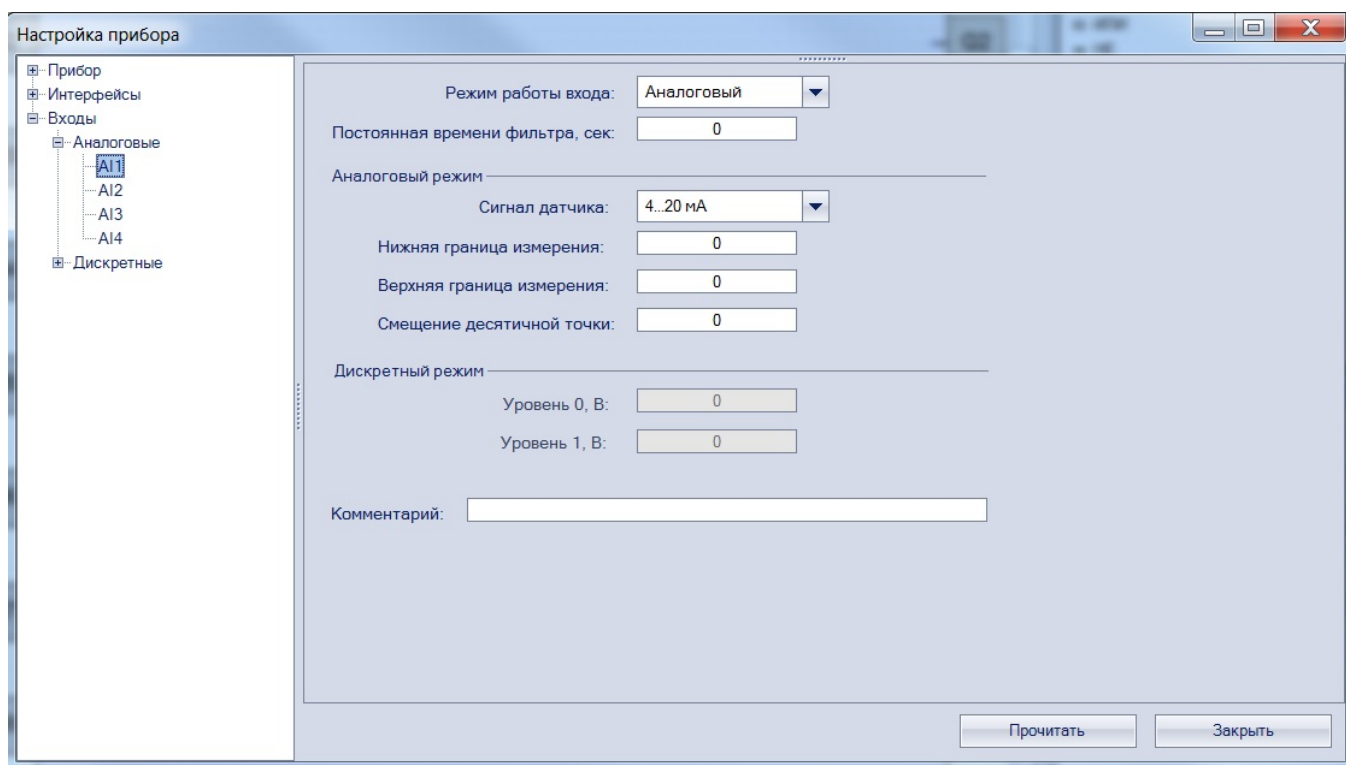 Настройка прибора
Прибор
Интерфейсы
Входы
Аналоговые
AI1
AI2
AI3
AI4
Дискретные
Режим работы входа: Аналоговый
Постоянная времени фильтра, сек: 0
Аналоговый режим
Сигнал датчика: 4...20 мА
Нижняя граница измерения: 0
Верхняя граница измерения: 0
Смещение десятичной точки: 0
Дискретный режим
Уровень 0, В: 0
Уровень 1, В: 0
Комментарий:
Прочитать Закрыть